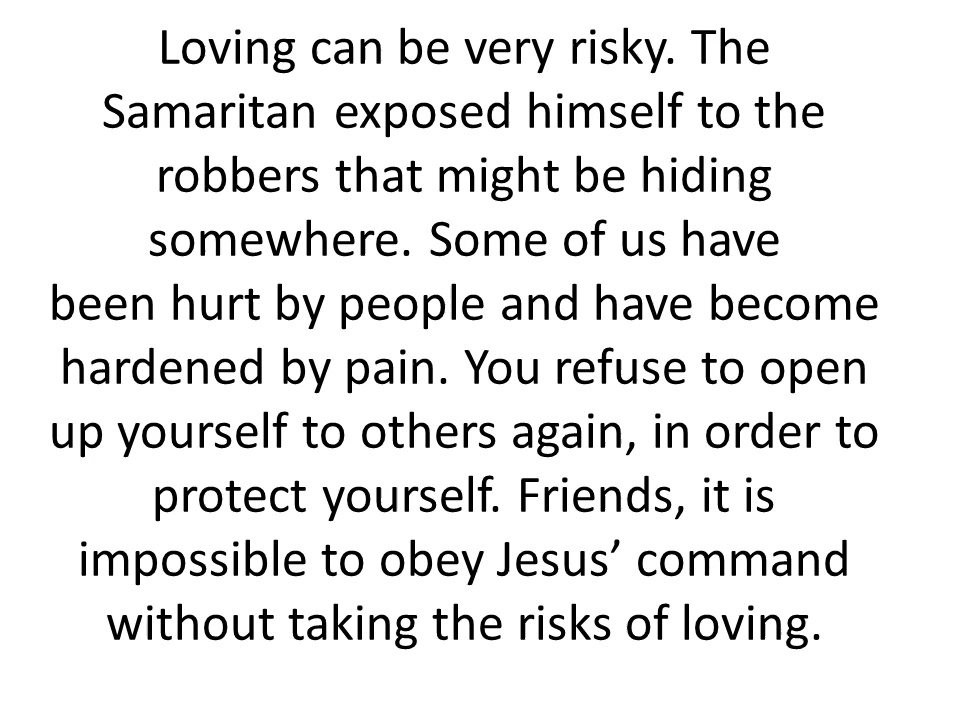 Loving can be very risky. The
Samaritan exposed himself to the
robbers that might be hiding
somewhere. Some of us have
been hurt by people and have become
hardened by pain. You refuse to open
up yourself to others again, in order to
protect yourself. Friends, it is
impossible to obey Jesus’ command
without taking the risks of loving.